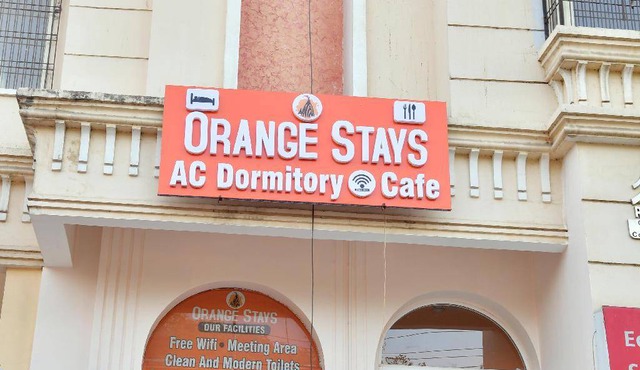 ORANGE STAYS
AC Dormitory Cafe
ORANGE STAYS
OUR FACILITIES
Free Wifi · Meeting Area
Clean And Modern Toilets